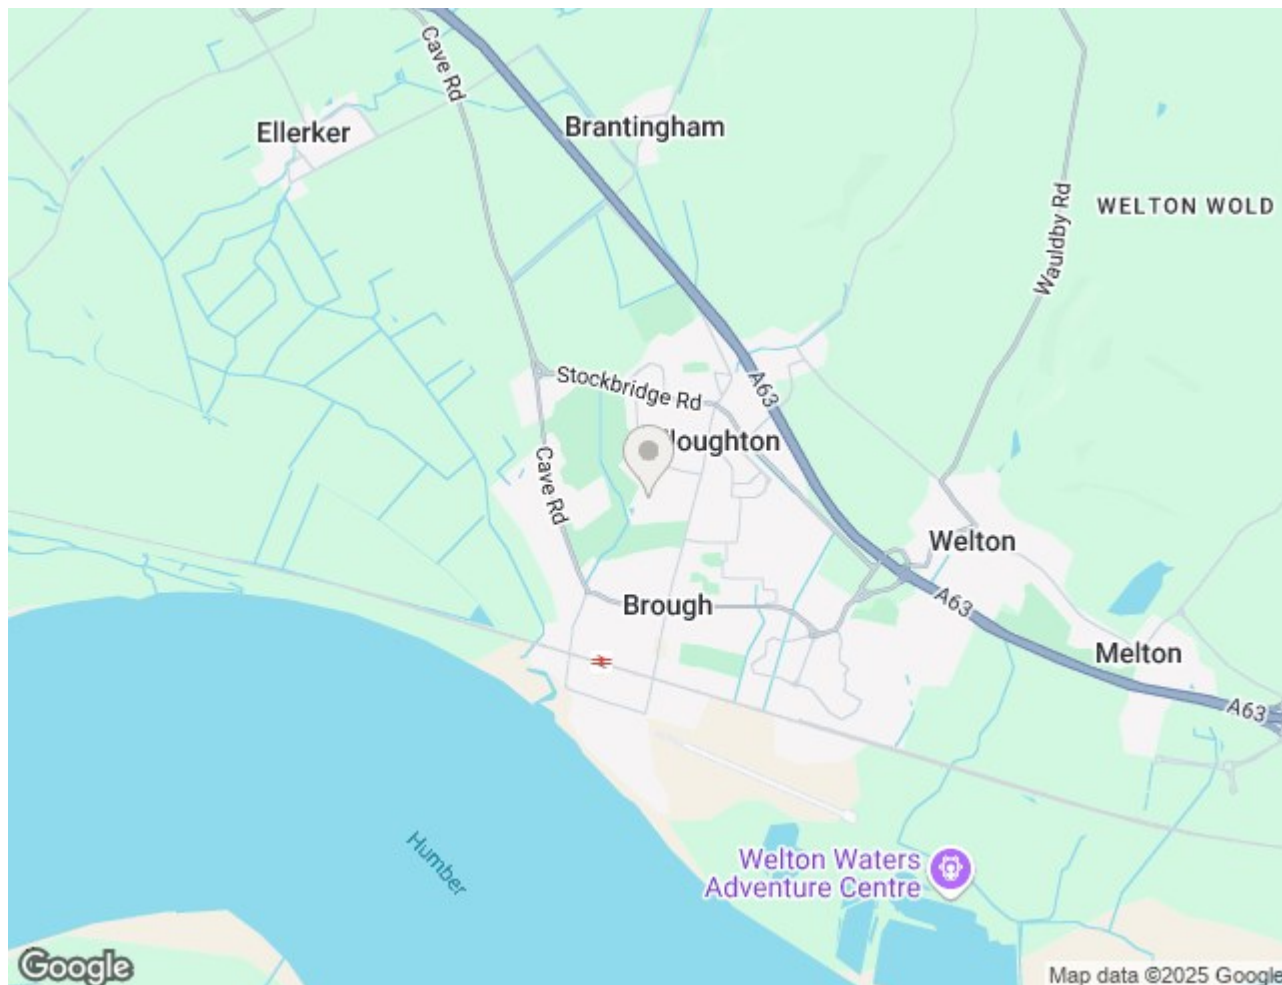 Cave Rd
Ellerker
Brantingham
WELTON WOLD
Wauldby Rd
Stockbridge Rd
A63
loughton
Cave Rd
Welton
A63
Brough
Melton
A63
Humber
Welton Waters
Adventure Centre
Google
Map data ©2025 Google